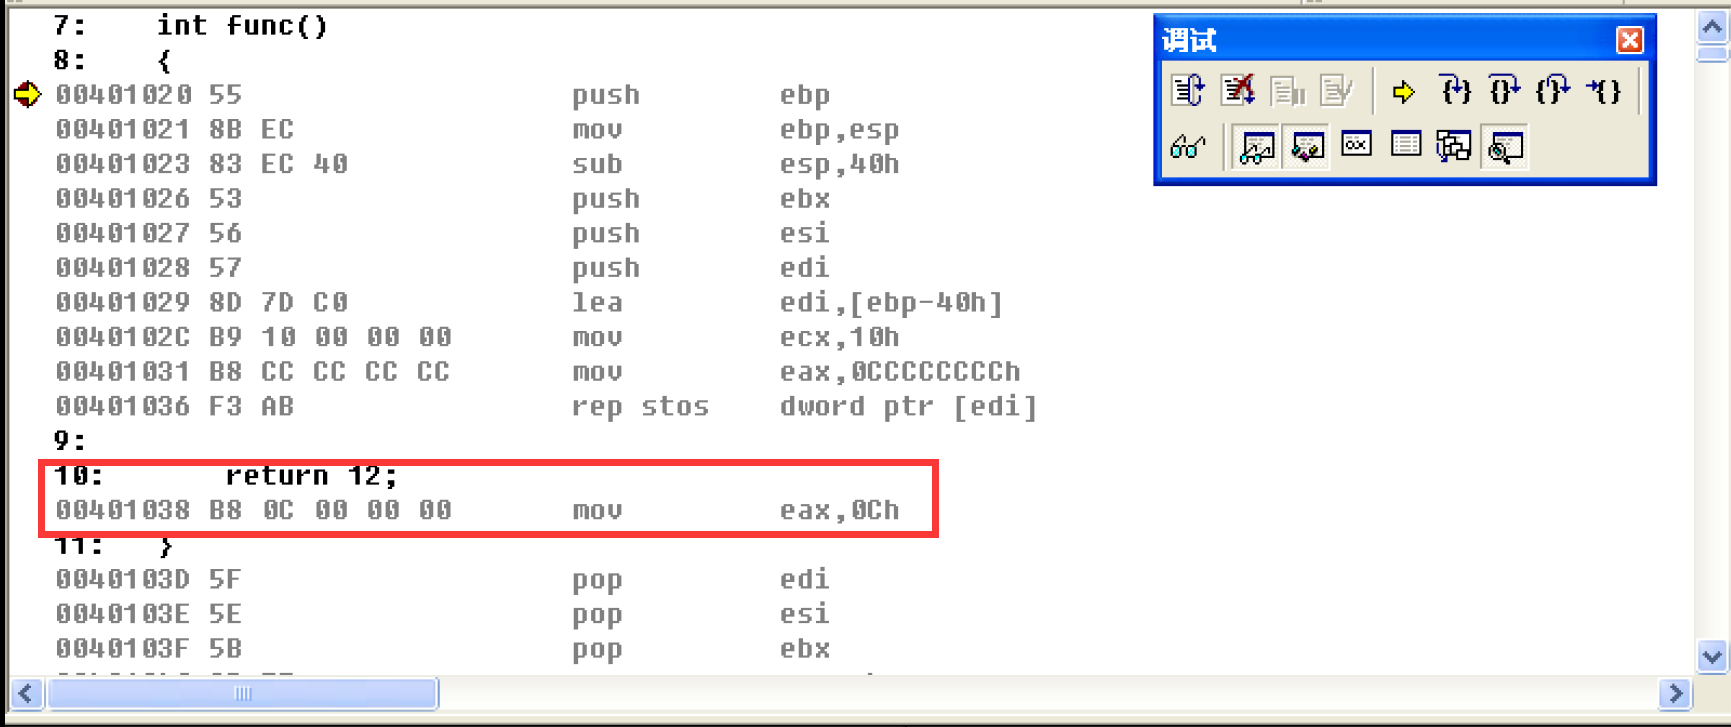 7: int func()
8: {
00401020 55 push ebp
00401021 8B EC mov ebp,esp
00401023 83 EC 40 sub esp,40h
00401026 53 push ebx
00401027 56 push esi
00401028 57 push edi
00401029 8D 7D C0 lea edi,[ebp-40h]
0040102C B9 10 00 00 00 mov ecx,10h
00401031 B8 CC CC CC CC mov eax,0CCCCCCCCh
00401036 F3 AB rep stos dword ptr [edi]
9:
10: return 12;
00401038 B8 0C 00 00 00 mov eax,0Ch
11: }
0040103D 5F pop edi
0040103E 5E pop esi
0040103F 5B pop ebx
调试